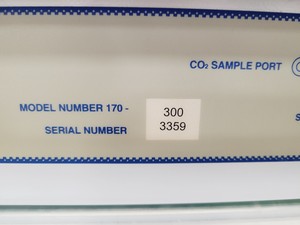 CO₂ SAMPLE PORT
MODEL NUMBER 170 - 300
SERIAL NUMBER 3359
S